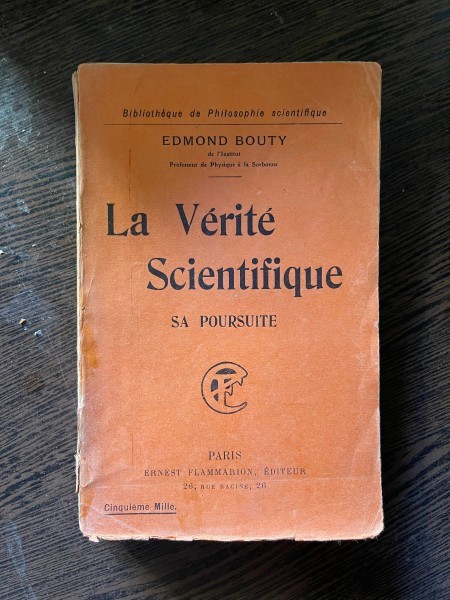 Bibliothèque de Philosophie scientifique
EDMOND BOUTY
de l'Institut
Professeur de Physique à la Sorbonne
La Vérité
Scientifique
SA POURSUITE
PARIS
ERNEST FLAMMARION, ÉDITEUR
26, RUE RACINE, 26
Cinquième Mille.